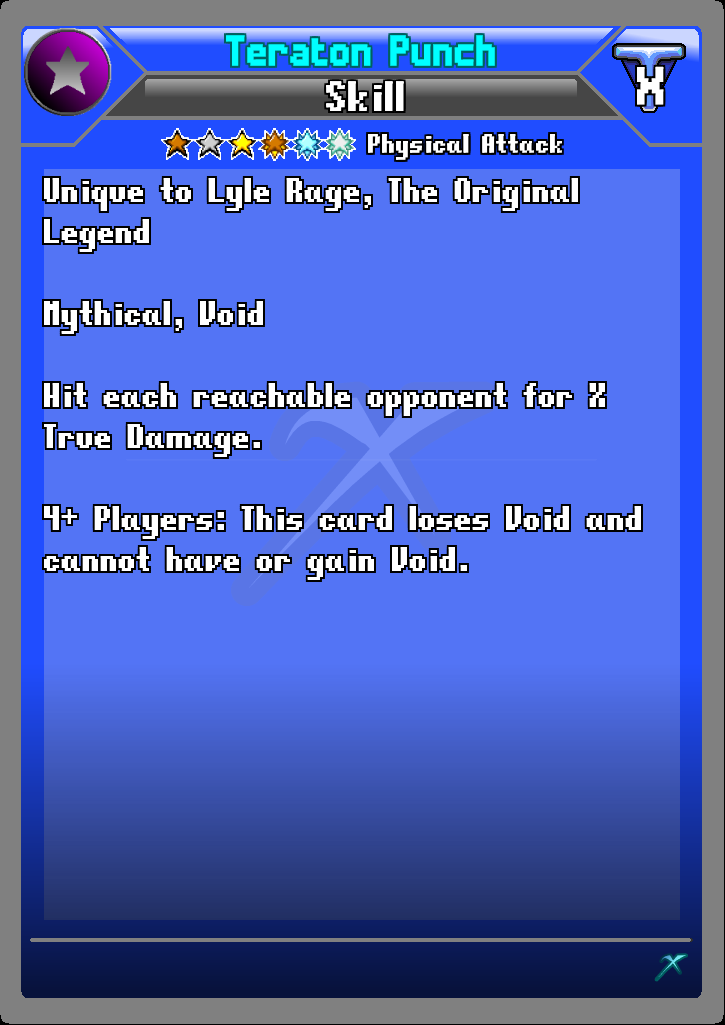 Teraton Punch
Skill
X
Physical Attack
Unique to Lyle Rage, The Original
Legend
Mythical, Void
Hit each reachable opponent for X
True Damage.
4+ Players: This card loses Void and
cannot have or gain Void.